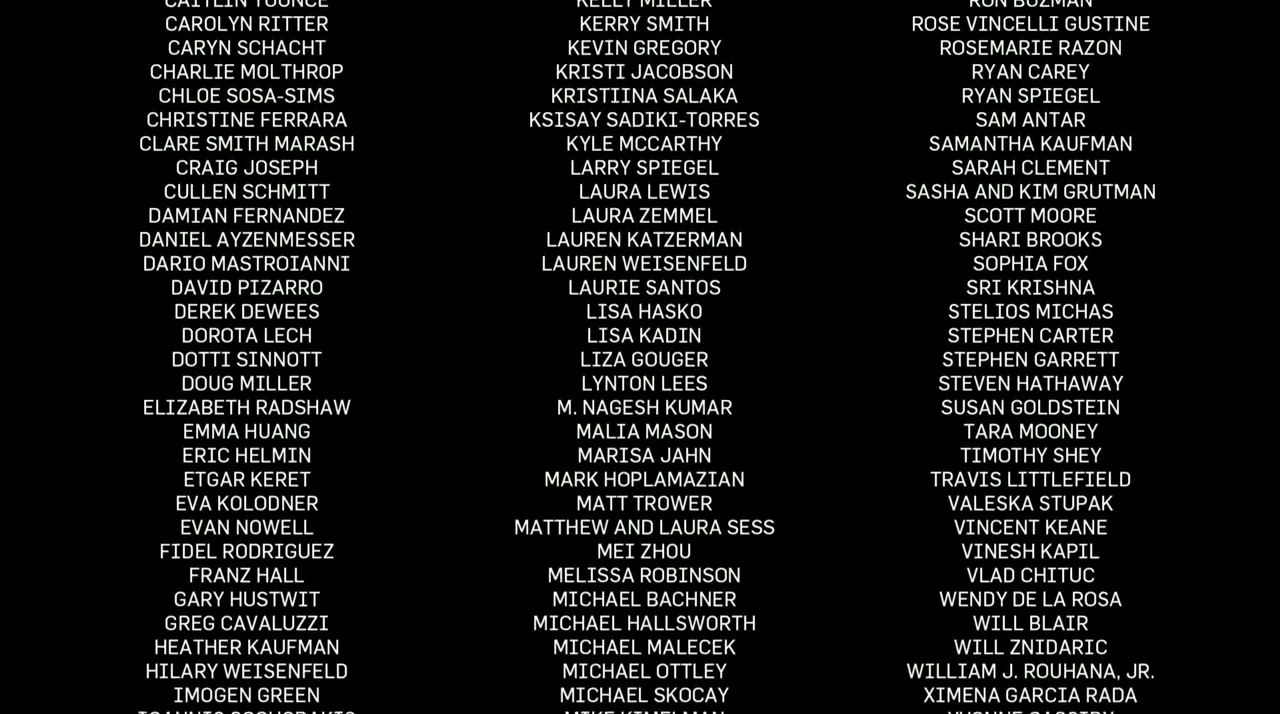 CAROLYN RITTER
CARYN SCHACHT
CHARLIE MOLTHROP
CHLOE SOSA-SIMS
CHRISTINE FERRARA
CLARE SMITH MARASH
CRAIG JOSEPH
CULLEN SCHMITT
DAMIAN FERNANDEZ
DANIEL AYZENMESSER
DARIO MASTROIANNI
DAVID PIZARRO
DEREK DEWEES
DOROTA LECH
DOTTI SINNOTT
DOUG MILLER
ELIZABETH RADSHAW
EMMA HUANG
ERIC HELMIN
ETGAR KERET
EVA KOLODNER
EVAN NOWELL
FIDEL RODRIGUEZ
FRANZ HALL
GARY HUSTWIT
GREG CAVALUZZI
HEATHER KAUFMAN
HILARY WEISENFELD
IMOGEN GREEN
KELLY MILLER
KERRY SMITH
KEVIN GREGORY
KRISTI JACOBSON
KRISTIINA SALAKA
KSISAY SADIKI-TORRES
KYLE MCCARTHY
LARRY SPIEGEL
LAURA LEWIS
LAURA ZEMMEL
LAUREN KATZERMAN
LAUREN WEISENFELD
LAURIE SANTOS
LISA HASKO
LISA KADIN
LIZA GOUGER
LYNTON LEES
M. NAGESH KUMAR
MALIA MASON
MARISA JAHN
MARK HOPLAMAZIAN
MATT TROWER
MATTHEW AND LAURA SESS
MEI ZHOU
MELISSA ROBINSON
MICHAEL BACHNER
MICHAEL HALLSWORTH
MICHAEL MALECEK
MICHAEL OTTLEY
MICHAEL SKOCAY
MIKE KIMELMAN
RON BOZMAN
ROSE VINCELLI GUSTINE
ROSEMARIE RAZON
RYAN CAREY
RYAN SPIEGEL
SAM ANTAR
SAMANTHA KAUFMAN
SARAH CLEMENT
SASHA AND KIM GRUTMAN
SCOTT MOORE
SHARI BROOKS
SOPHIA FOX
SRI KRISHNA
STELIOS MICHAS
STEPHEN CARTER
STEPHEN GARRETT
STEVEN HATHAWAY
SUSAN GOLDSTEIN
TARA MOONEY
TIMOTHY SHEY
TRAVIS LITTLEFIELD
VALESKA STUPAK
VINCENT KEANE
VINESH KAPIL
VLAD CHITUC
WENDY DE LA ROSA
WILL BLAIR
WILL ZNIDARIC
WILLIAM J. ROUHANA, JR.
XIMENA GARCIA RADA